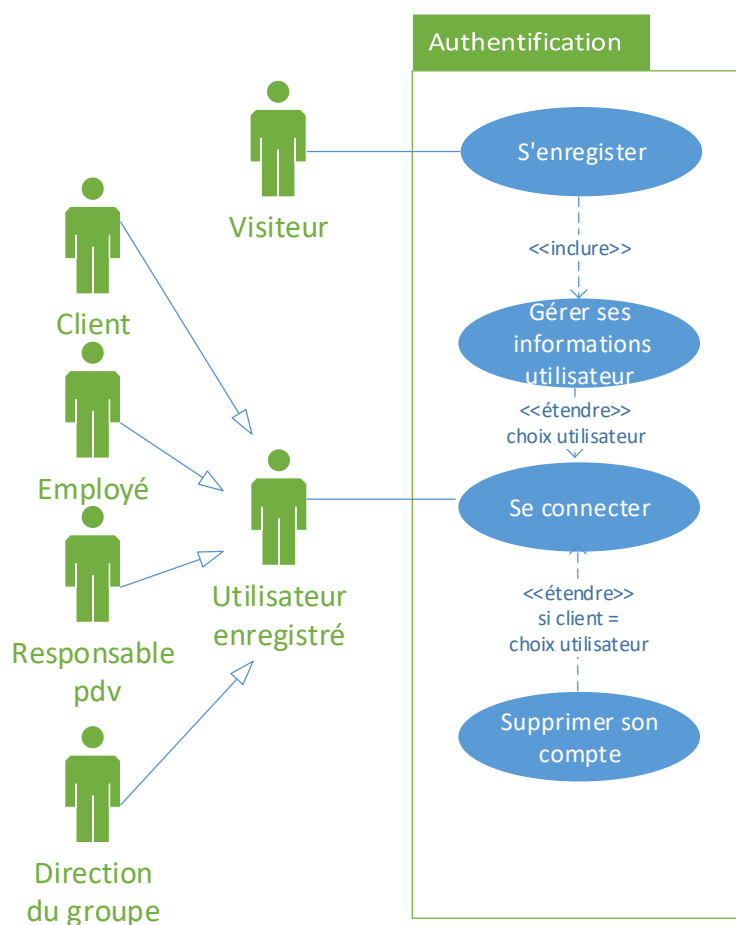 Authentification
S'enregister
Visiteur
<<inclure>>
Client
Gérer ses
informations
utilisateur
<<étendre>>
choix utilisateur
Employé
Se connecter
Utilisateur
enregistré
<<étendre>>
si client =
choix utilisateur
Responsable
pdv
Supprimer son
compte
Direction
du groupe